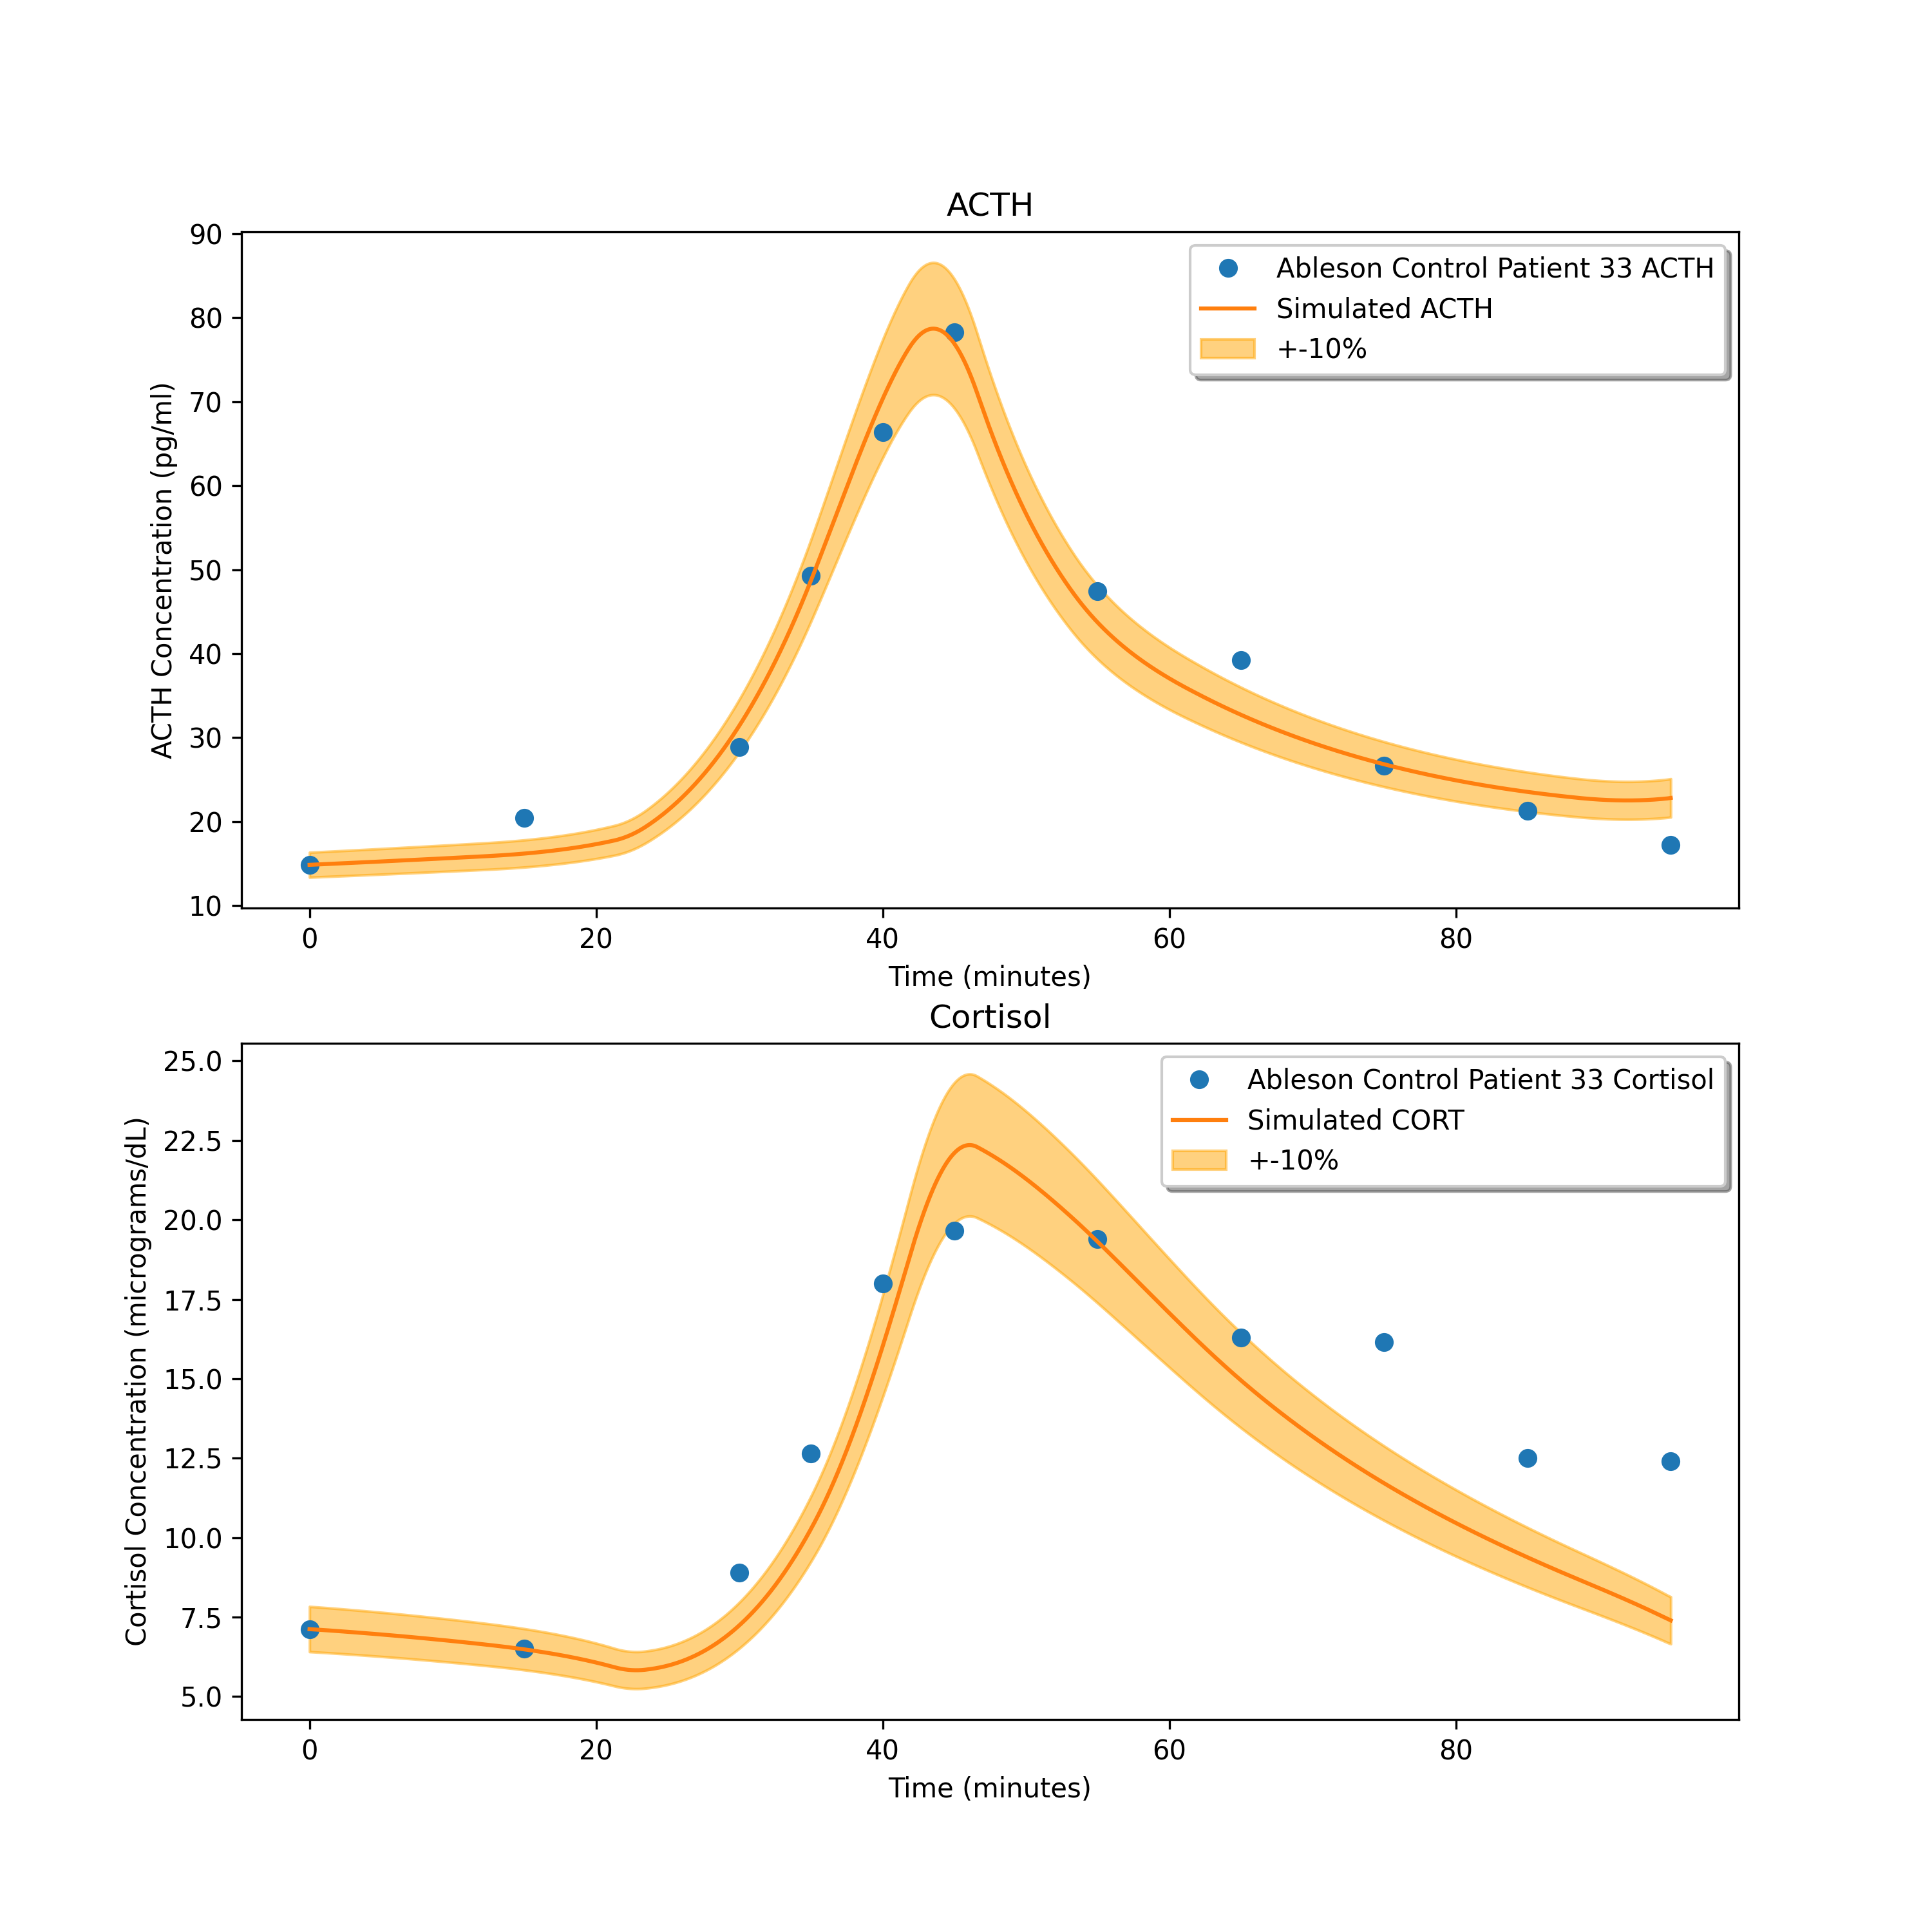 ACTH
90
80
70
60
50
40
30
20
10
ACTH Concentration (pg/ml)
Ableson Control Patient 33 ACTH
Simulated ACTH
+-10%
0 20 40 60 80
Time (minutes)
Cortisol
25.0
22.5
20.0
17.5
15.0
12.5
10.0
7.5
5.0
Cortisol Concentration (micrograms/dL)
Ableson Control Patient 33 Cortisol
Simulated CORT
+-10%
0 20 40 60 80
Time (minutes)